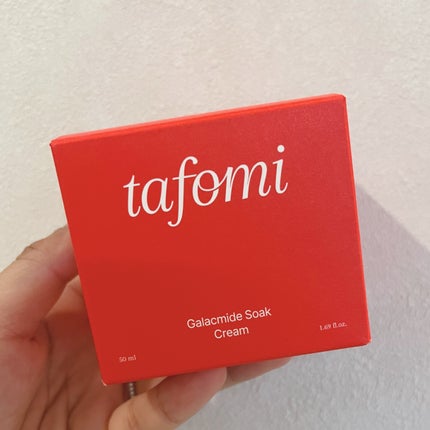 tafomi
Galacmide Soak
Cream
50 ml
1.69 fl.oz.